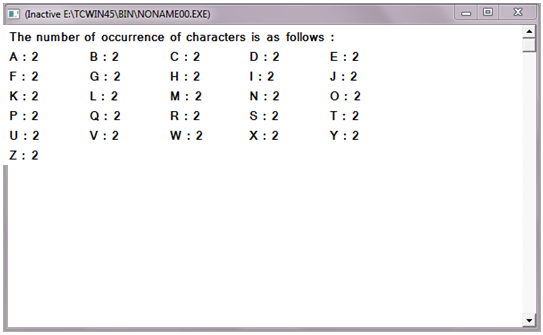 (Inactive E:\TCWIN45\BIN\NONAME00.EXE)
The number of occurrence of characters is as follows :
A : 2 B : 2 C : 2 D : 2 E : 2
F : 2 G : 2 H : 2 I : 2 J : 2
K : 2 L : 2 M : 2 N : 2 O : 2
P : 2 Q : 2 R : 2 S : 2 T : 2
U : 2 V : 2 W : 2 X : 2 Y : 2
Z : 2